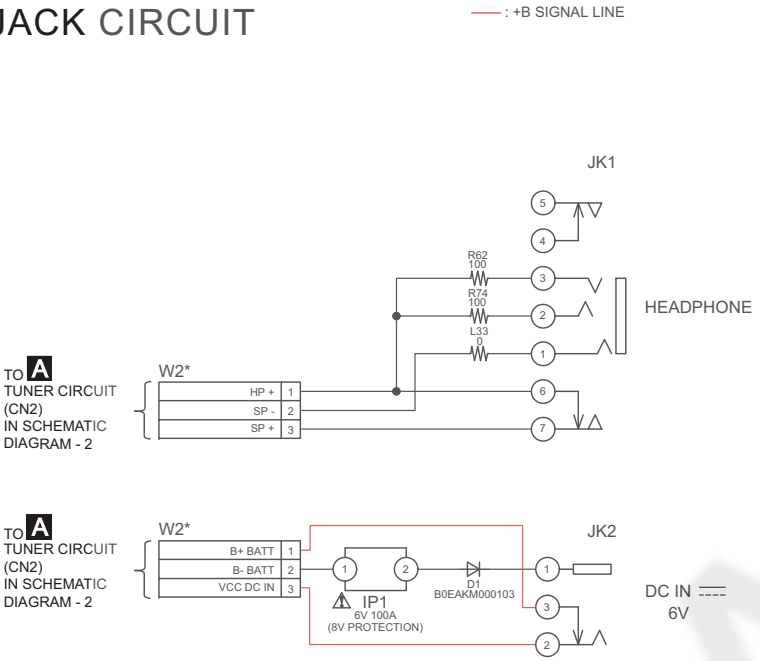 JACK CIRCUIT
: +B SIGNAL LINE
JK1
5
4
R62
100
3
R74
100
2
HEADPHONE
L33
0
1
TO A
TUNER CIRCUIT
(CN2)
IN SCHEMATIC
DIAGRAM - 2
W2*
HP + 1
SP - 2
SP + 3
6
7
TO A
TUNER CIRCUIT
(CN2)
IN SCHEMATIC
DIAGRAM - 2
W2*
B+ BATT 1
B- BATT 2
VCC DC IN 3
1
2
IP1
6V 100A
(8V PROTECTION)
D1
B0EAKM000103
JK2
1
3
2
DC IN
6V